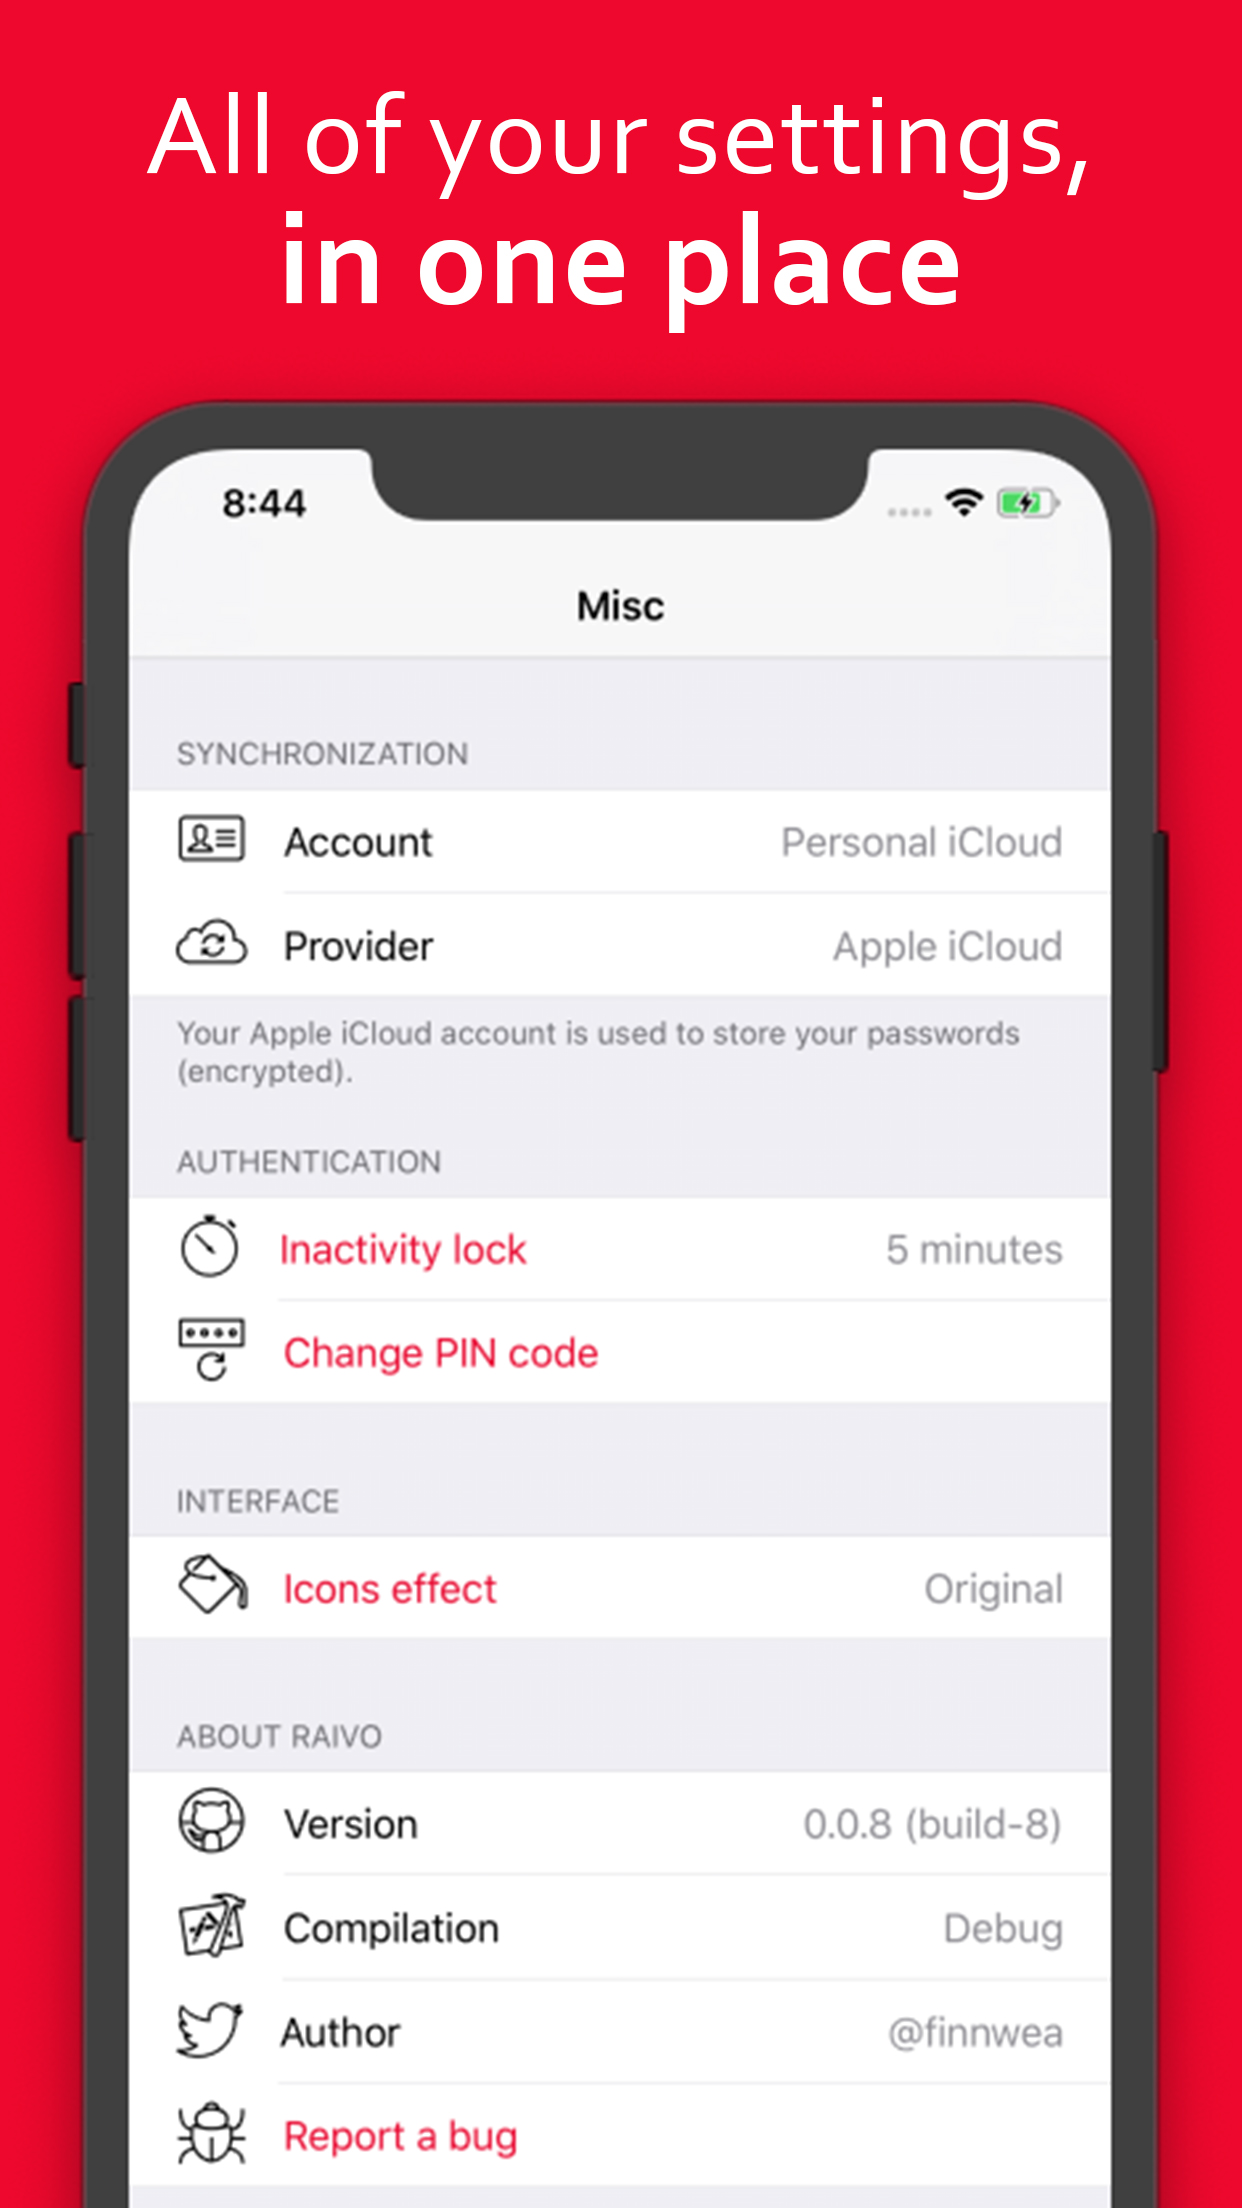 All of your settings,
in one place
8:44
Misc
SYNCHRONIZATION
Account Personal iCloud
Provider Apple iCloud
Your Apple iCloud account is used to store your passwords
(encrypted).
AUTHENTICATION
Inactivity lock 5 minutes
Change PIN code
INTERFACE
Icons effect Original
ABOUT RAIVO
Version 0.0.8 (build-8)
Compilation Debug
Author @finnwea
Report a bug